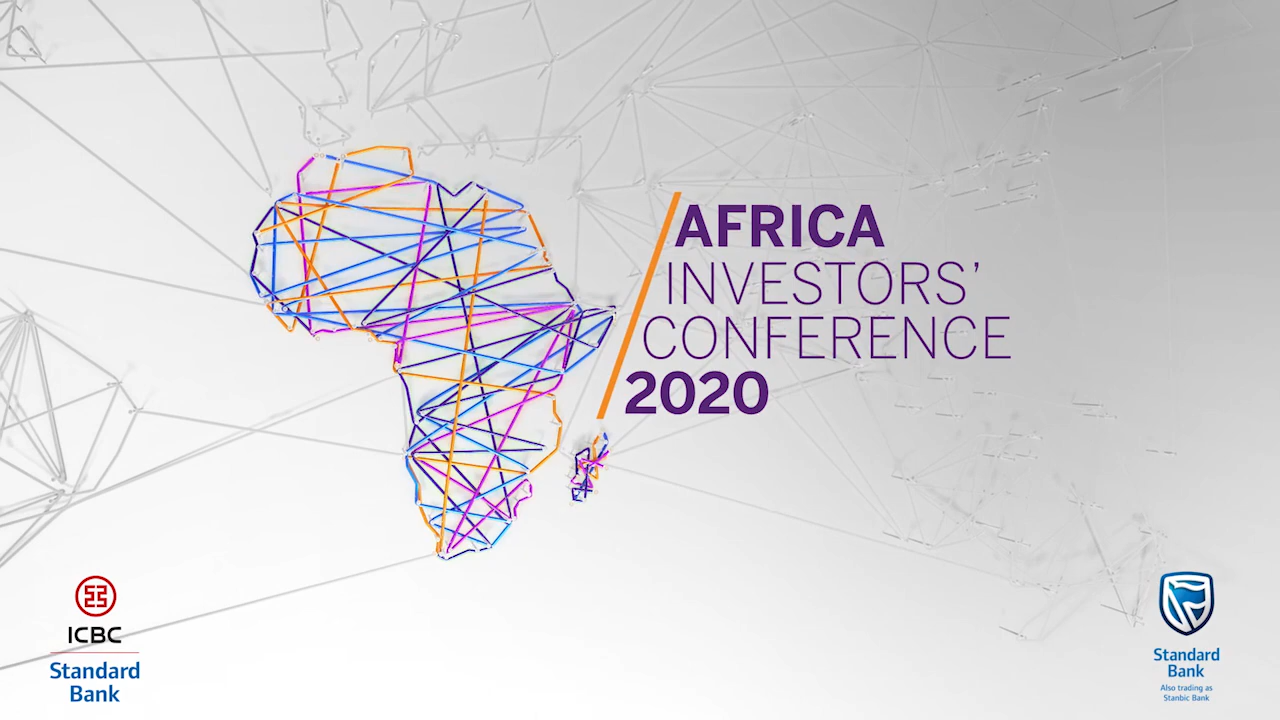 AFRICA
INVESTORS’
CONFERENCE
2020
ICBC
Standard
Bank
Standard
Bank
Also trading as
Stanbic Bank